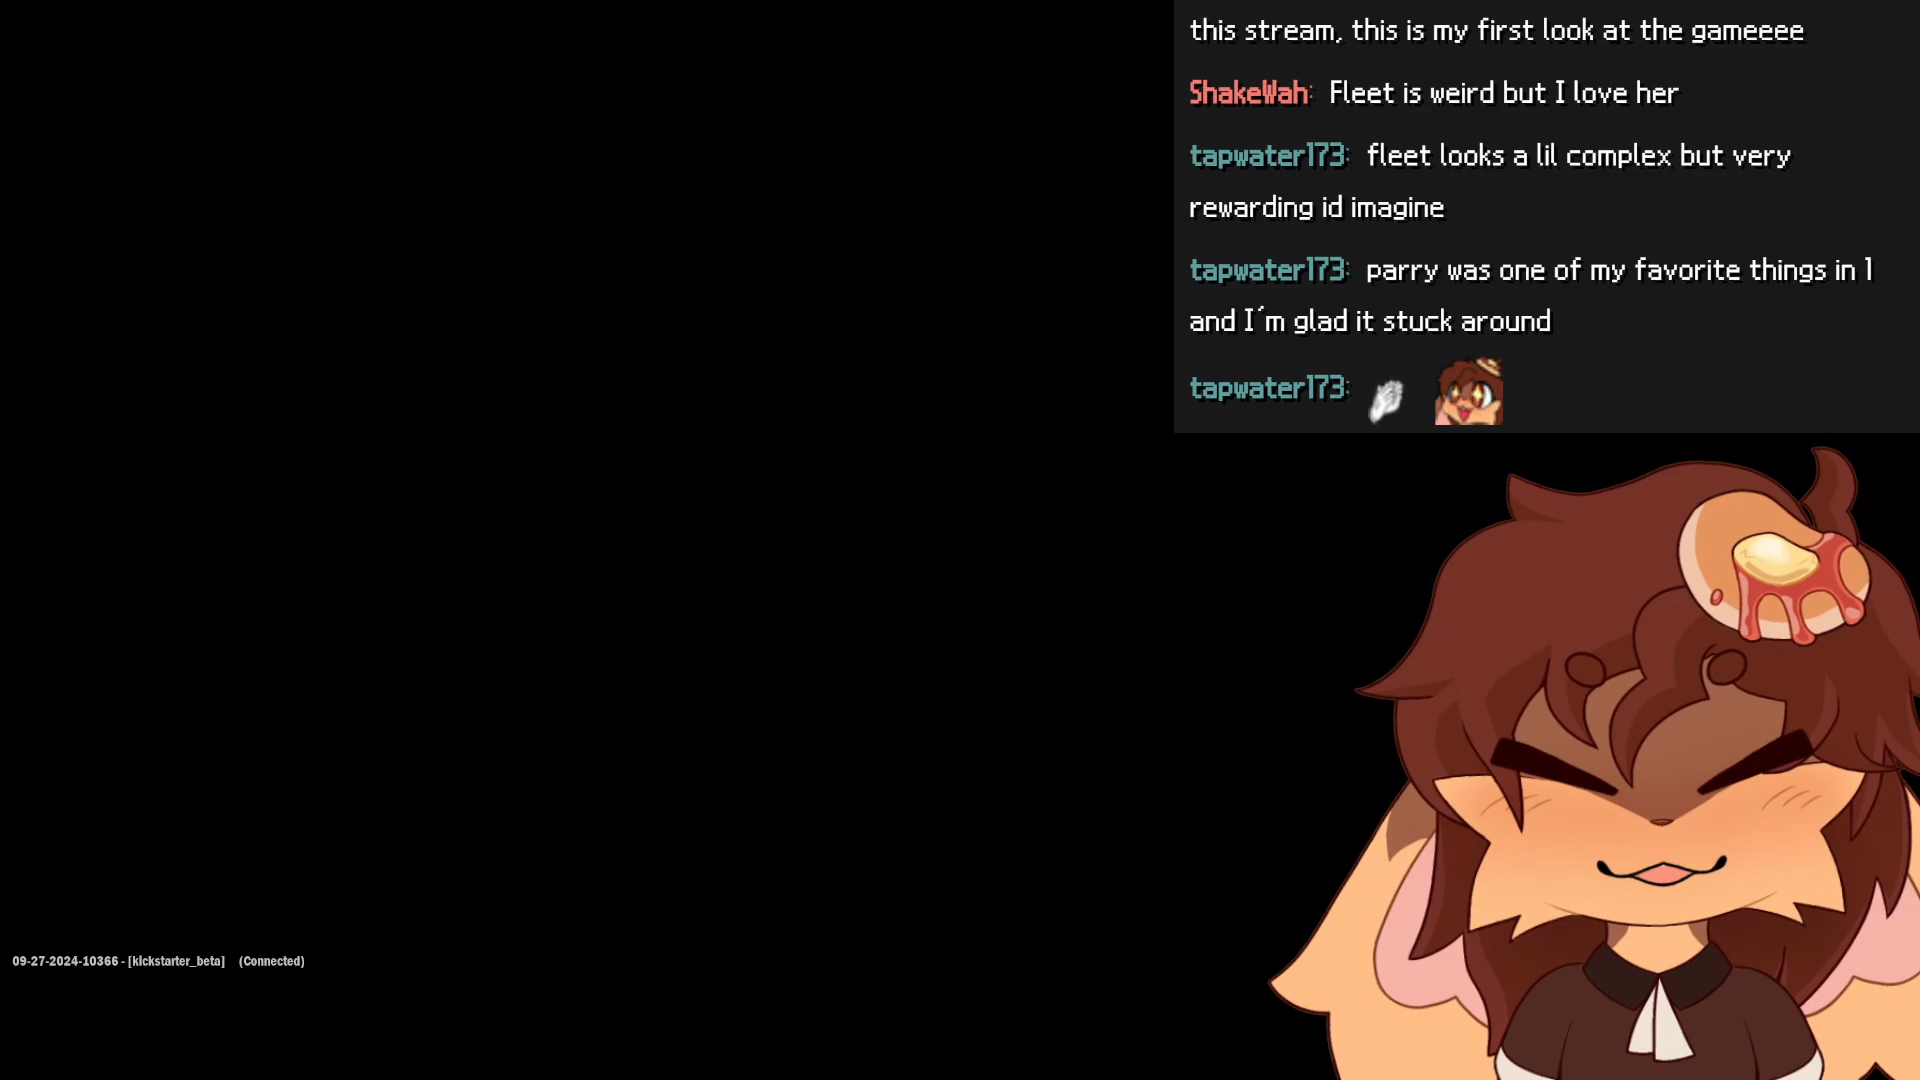 this stream, this is my first look at the gameeee
ShakeWah: Fleet is weird but I love her
tapwater173: fleet looks a lil complex but very
rewarding id imagine
tapwater173: parry was one of my favorite things in 1
and I´m glad it stuck around
tapwater173:
09-27-2024-10366 - [kickstarter_beta] (Connected)